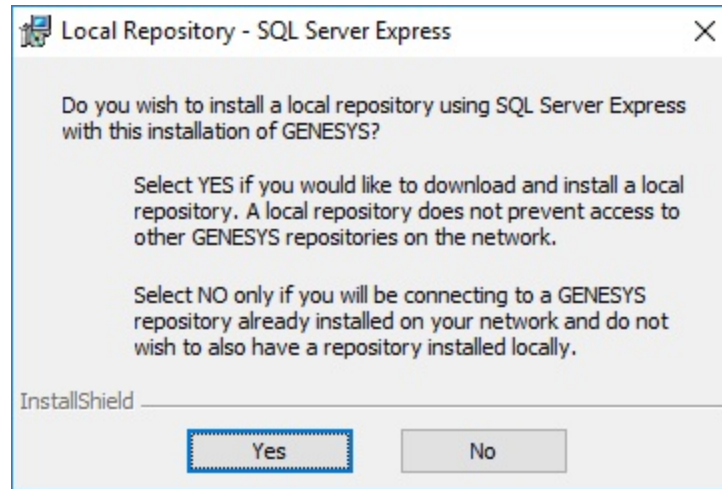 Local Repository - SQL Server Express
Do you wish to install a local repository using SQL Server Express
with this installation of GENESYS?
Select YES if you would like to download and install a local
repository. A local repository does not prevent access to
other GENESYS repositories on the network.
Select NO only if you will be connecting to a GENESYS
repository already installed on your network and do not
wish to also have a repository installed locally.
InstallShield
Yes
No